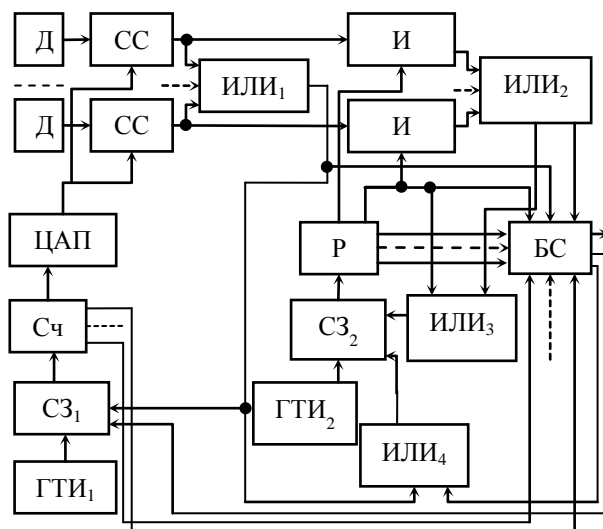 Д
СС
И
ИЛИ₁
ИЛИ₂
Д
СС
И
ЦАП
Р
БС
Сч
СЗ₂
ИЛИ₃
СЗ₁
ГТИ₂
ИЛИ₄
ГТИ₁